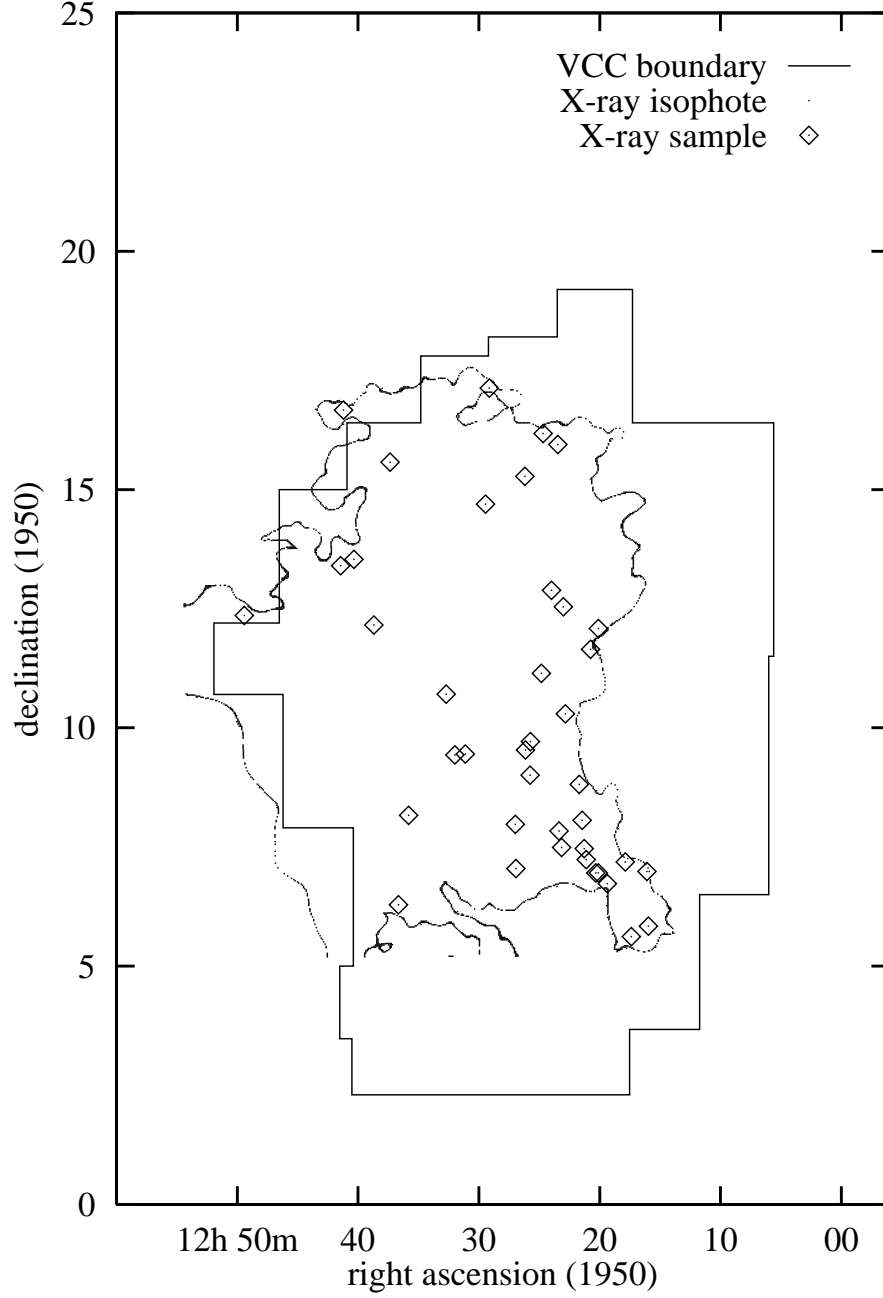 25
VCC boundary
X-ray isophote
X-ray sample
20
15
declination (1950)
10
5
0
12h 50m 40 30 20 10 00
right ascension (1950)